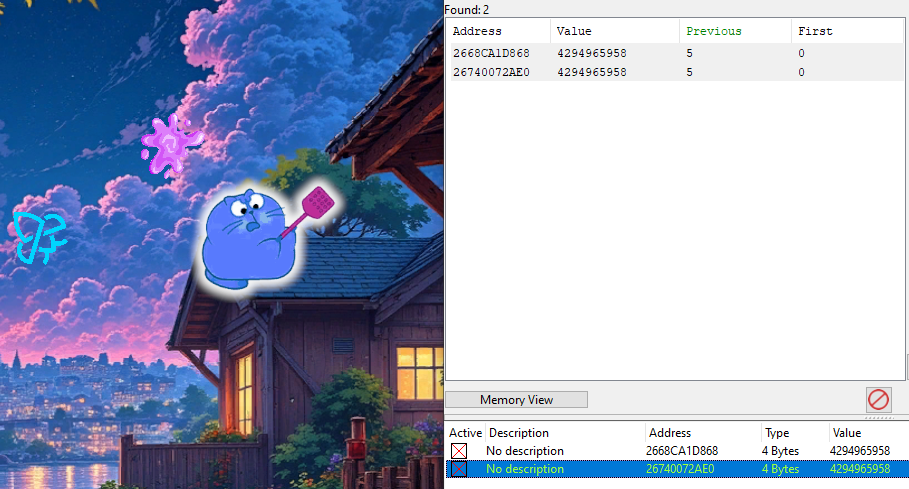 Found: 2
Address Value Previous First
2668CA1D868 4294965958 5 0
26740072AE0 4294965958 5 0
Memory View
Active Description Address Type Value
No description 2668CA1D868 4 Bytes 4294965958
No description 26740072AE0 4 Bytes 4294965958